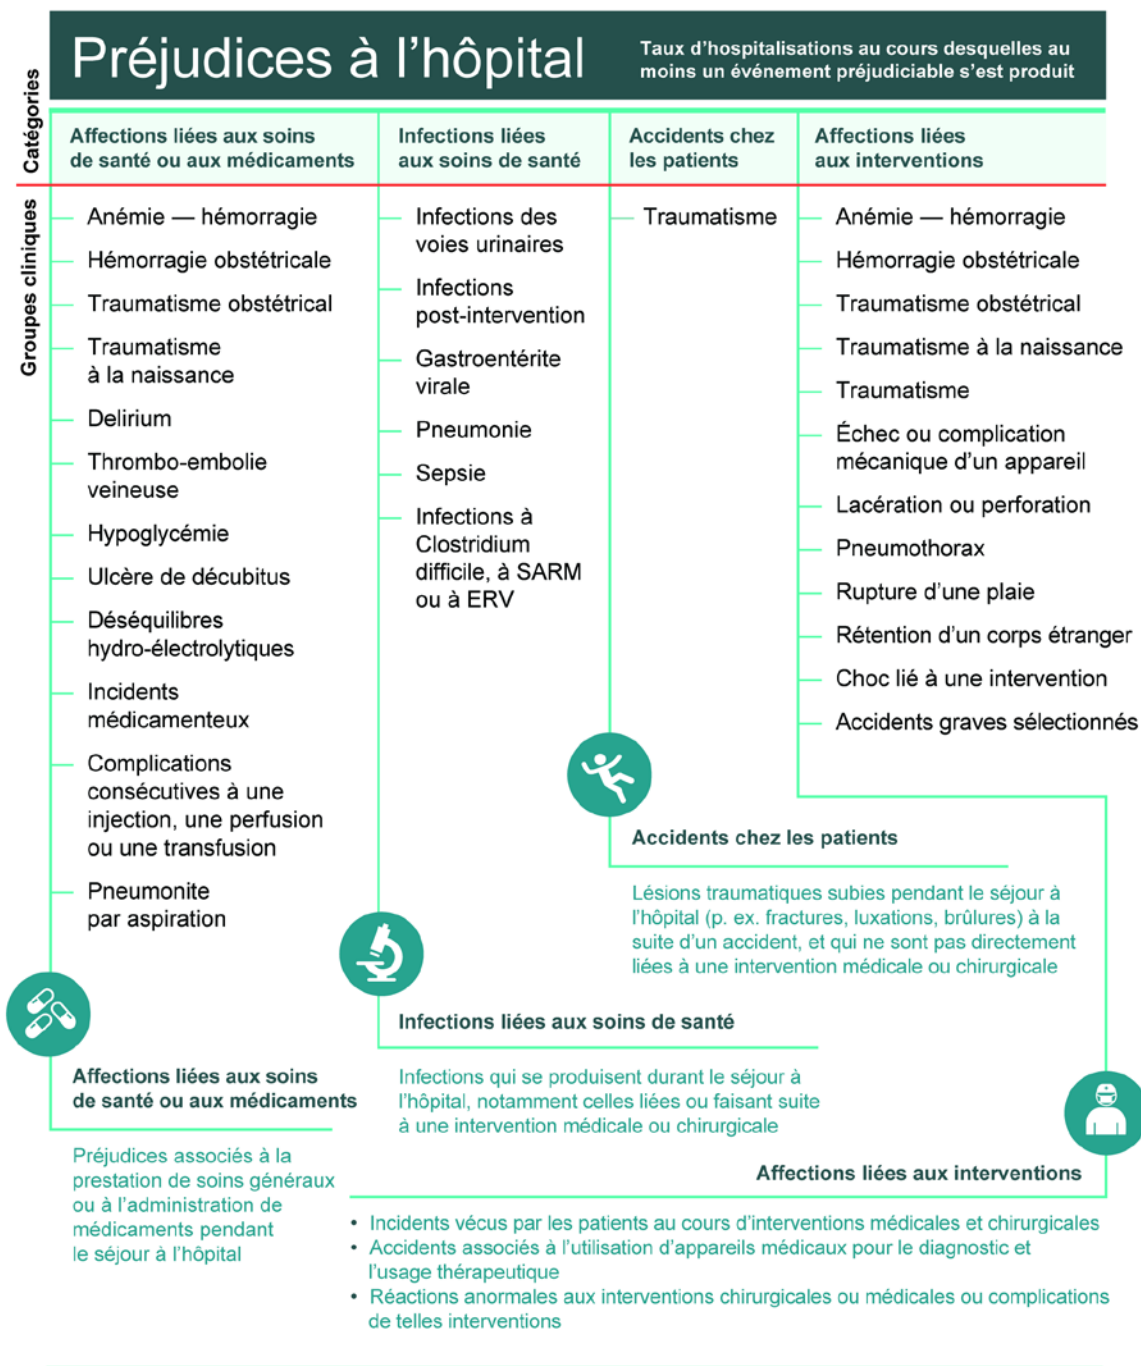 Préjudices à l'hôpital
Taux d'hospitalisations au cours desquelles au
moins un événement préjudiciable s'est produit
Catégories
Affections liées aux soins
de santé ou aux médicaments
Infections liées
aux soins de santé
Accidents chez
les patients
Affections liées
aux interventions
Groupes cliniques
Anémie — hémorragie
Hémorragie obstétricale
Traumatisme obstétrical
Traumatisme
à la naissance
Delirium
Thrombo-embolie
veineuse
Hypoglycémie
Ulcère de décubitus
Déséquilibres
hydro-électrolytiques
Incidents
médicamenteux
Complications
consécutives à une
injection, une perfusion
ou une transfusion
Pneumonite
par aspiration
Infections des
voies urinaires
Infections
post-intervention
Gastroentérite
virale
Pneumonie
Sepsie
Infections à
Clostridium
difficile, à SARM
ou à ERV
Traumatisme
Anémie — hémorragie
Hémorragie obstétricale
Traumatisme obstétrical
Traumatisme à la naissance
Traumatisme
Échec ou complication
mécanique d'un appareil
Lacération ou perforation
Pneumothorax
Rupture d'une plaie
Rétention d'un corps étranger
Choc lié à une intervention
Accidents graves sélectionnés
Accidents chez les patients
Lésions traumatiques subies pendant le séjour à
l'hôpital (p. ex. fractures, luxations, brûlures) à la
suite d'un accident, et qui ne sont pas directement
liées à une intervention médicale ou chirurgicale
Infections liées aux soins de santé
Infections qui se produisent durant le séjour à
l'hôpital, notamment celles liées ou faisant suite
à une intervention médicale ou chirurgicale
Affections liées aux soins
de santé ou aux médicaments
Préjudices associés à la
prestation de soins généraux
ou à l'administration de
médicaments pendant
le séjour à l'hôpital
Affections liées aux interventions
• Incidents vécus par les patients au cours d'interventions médicales et chirurgicales
• Accidents associés à l'utilisation d'appareils médicaux pour le diagnostic et
l'usage thérapeutique
• Réactions anormales aux interventions chirurgicales ou médicales ou complications
de telles interventions